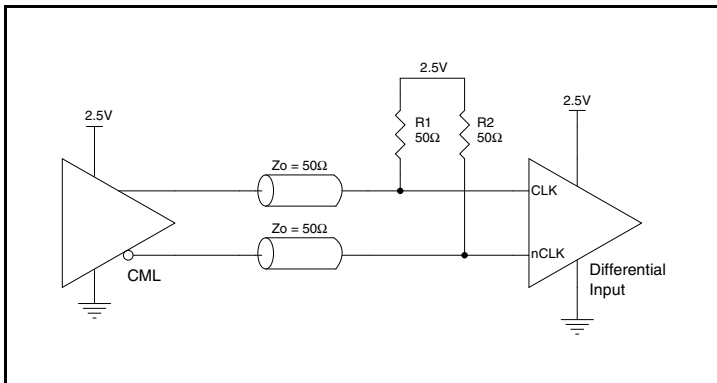 2.5V
2.5V
2.5V
R1
50Ω
R2
50Ω
Zo = 50Ω
CLK
Zo = 50Ω
nCLK
CML
Differential
Input